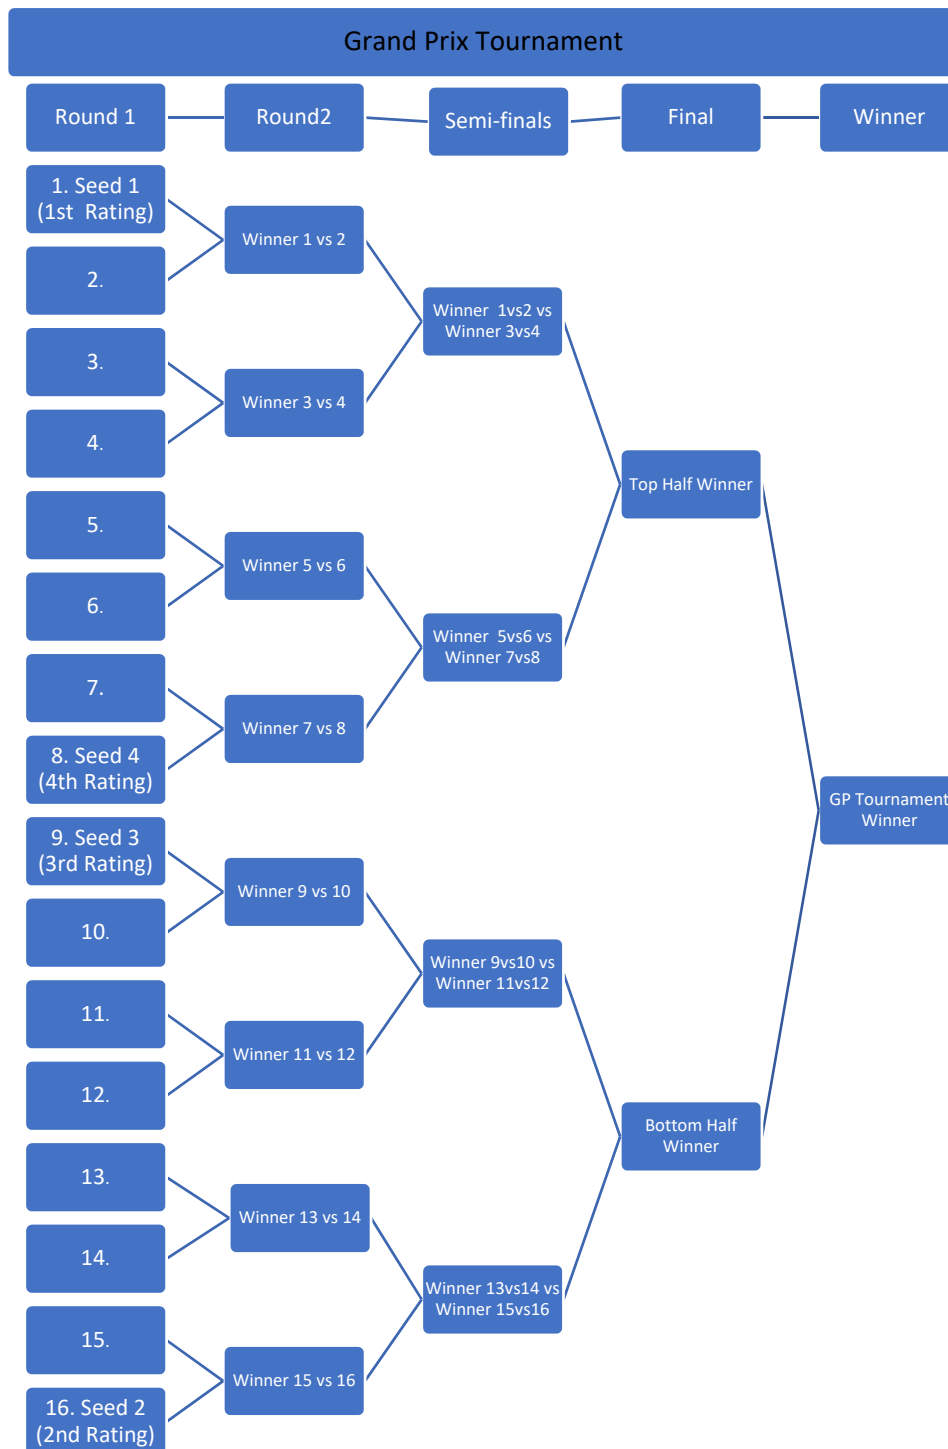 Grand Prix Tournament
Round 1
Round2
Semi-finals
Final
Winner
1. Seed 1
(1st  Rating)
2.
3.
4.
5.
6.
7.
8. Seed 4
(4th Rating)
9. Seed 3
(3rd Rating)
10.
11.
12.
13.
14.
15.
16. Seed 2
(2nd Rating)
Winner 1 vs 2
Winner 3 vs 4
Winner 5 vs 6
Winner 7 vs 8
Winner 9 vs 10
Winner 11 vs 12
Winner 13 vs 14
Winner 15 vs 16
Winner  1vs2 vs
Winner 3vs4
Winner  5vs6 vs
Winner 7vs8
Winner 9vs10 vs
Winner 11vs12
Winner 13vs14 vs
Winner 15vs16
Top Half Winner
Bottom Half
Winner
GP Tournament
Winner